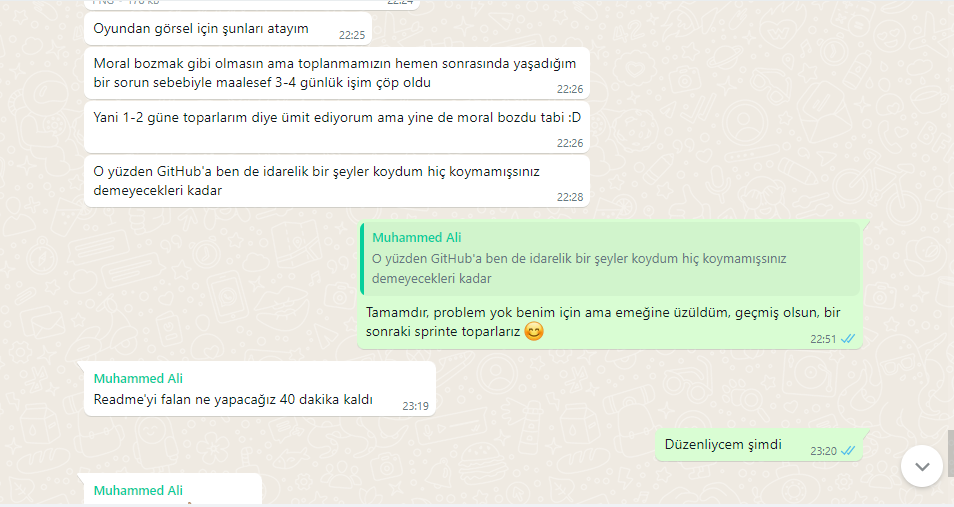 PNG • 176 kB 22:24
Oyundan görsel için şunları atayım
22:25
Moral bozmak gibi olmasın ama toplanmamızın hemen sonrasında yaşadığım
bir sorun sebebiyle maalesef 3-4 günlük işim çöp oldu
22:26
Yani 1-2 güne toparlarım diye ümit ediyorum ama yine de moral bozdu tabi :D
22:26
O yüzden GitHub'a ben de idarelik bir şeyler koydum hiç koymamışsınız
demeyecekleri kadar
22:28
Muhammed Ali
O yüzden GitHub'a ben de idarelik bir şeyler koydum hiç koymamışsınız
demeyecekleri kadar
Tamamdır, problem yok benim için ama emeğine üzüldüm, geçmiş olsun, bir
sonraki sprinte toparlarız 😊
22:51
Muhammed Ali
Readme'yi falan ne yapacağız 40 dakika kaldı
23:19
Düzenliycem şimdi
23:20
Muhammed Ali